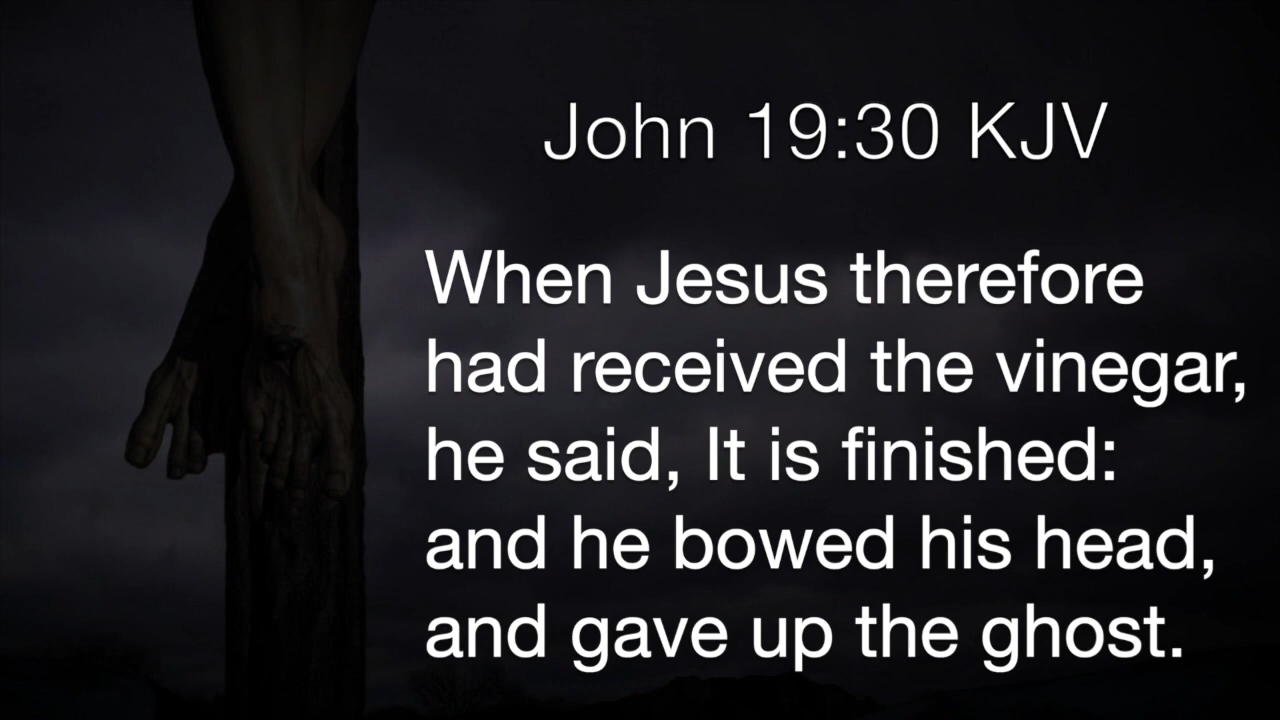 John 19:30 KJV
When Jesus therefore
had received the vinegar,
he said, It is finished:
and he bowed his head,
and gave up the ghost.